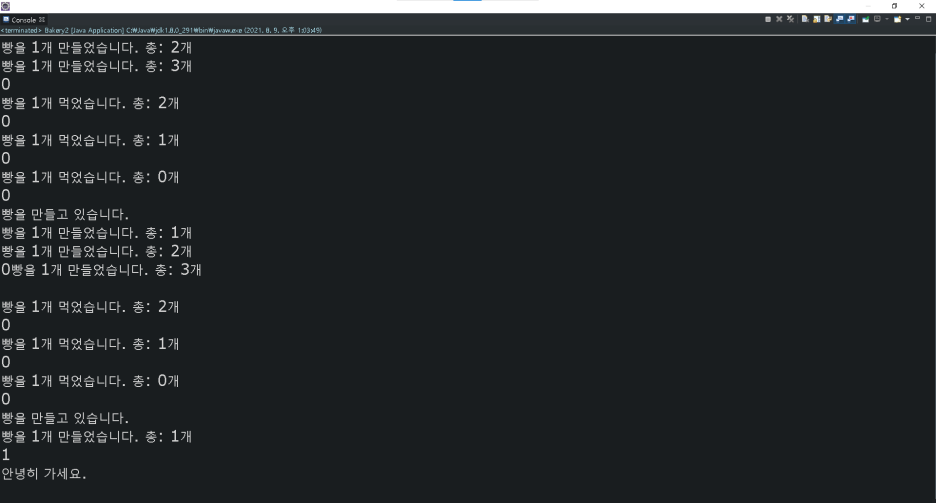 Console
<terminated> Bakery2 [Java Application] C:\Java\jdk1.8.0_291\bin\javaw.exe (2021. 8. 9. 오후 1:03:49)
빵을 1개 만들었습니다. 총: 2개
빵을 1개 만들었습니다. 총: 3개
0
빵을 1개 먹었습니다. 총: 2개
0
빵을 1개 먹었습니다. 총: 1개
0
빵을 1개 먹었습니다. 총: 0개
0
빵을 만들고 있습니다.
빵을 1개 만들었습니다. 총: 1개
빵을 1개 만들었습니다. 총: 2개
0빵을 1개 만들었습니다. 총: 3개
빵을 1개 먹었습니다. 총: 2개
0
빵을 1개 먹었습니다. 총: 1개
0
빵을 1개 먹었습니다. 총: 0개
0
빵을 만들고 있습니다.
빵을 1개 만들었습니다. 총: 1개
1
안녕히 가세요.